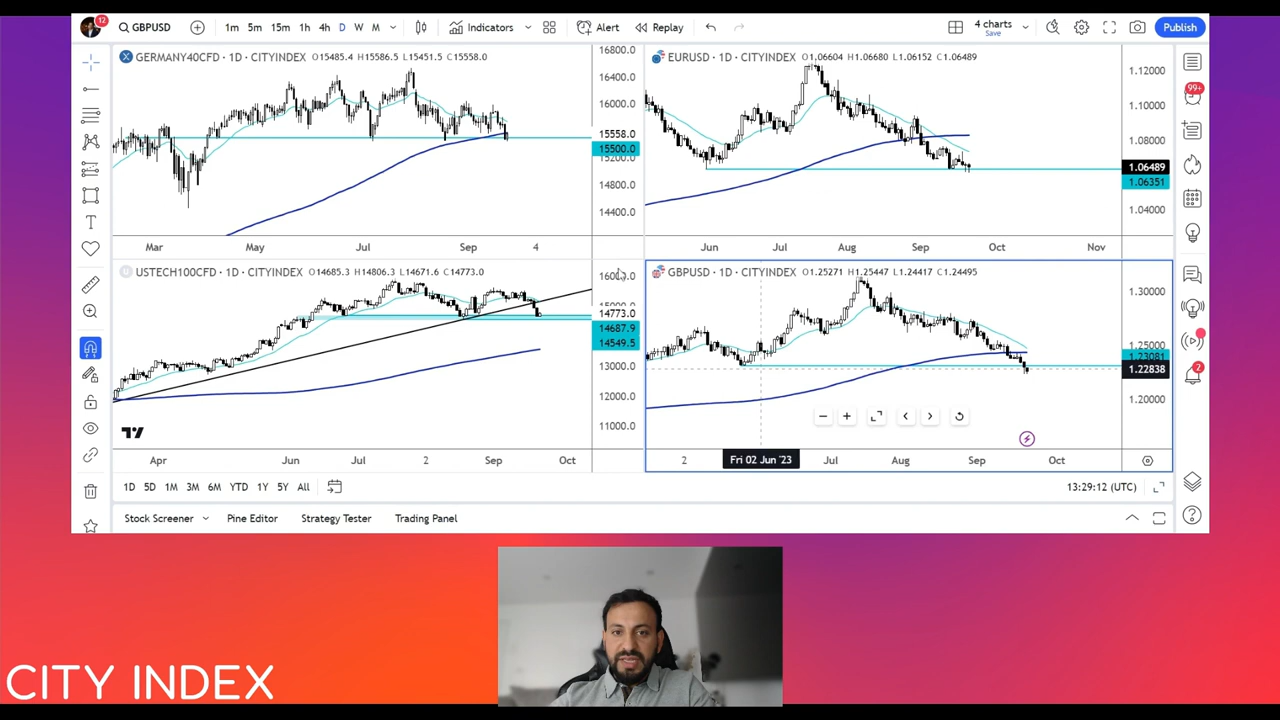 12
GBPUSD
1m 5m 15m 1h 4h D W M
Indicators
Alert
Replay
4 charts
Save
Publish
GERMANY40CFD · 1D · CITYINDEX O15485.4 H15586.5 L15451.5 C15558.0
16800.0
16400.0
16000.0
15558.0
15500.0
15200.0
14800.0
14400.0
Mar May Jul Sep 4
EURUSD · 1D · CITYINDEX O1.06604 H1.06680 L1.06152 C1.06489
1.12000
1.10000
1.08000
1.06489
1.06351
1.04000
Jun Jul Aug Sep Oct Nov
USTECH100CFD · 1D · CITYINDEX O14685.3 H14806.3 L14671.6 C14773.0
15000.0
14773.0
14687.9
14549.5
13000.0
12000.0
11000.0
Apr Jun Jul 2 Sep Oct
GBPUSD · 1D · CITYINDEX O1.25271 H1.25447 L1.24417 C1.24495
1.30000
1.25000
1.23081
1.22838
1.20000
2 Fri 02 Jun '23 Jul Aug Sep Oct
99+
2
1D 5D 1M 3M 6M YTD 1Y 5Y All
13:29:12 (UTC)
Stock Screener Pine Editor Strategy Tester Trading Panel
CITY INDEX